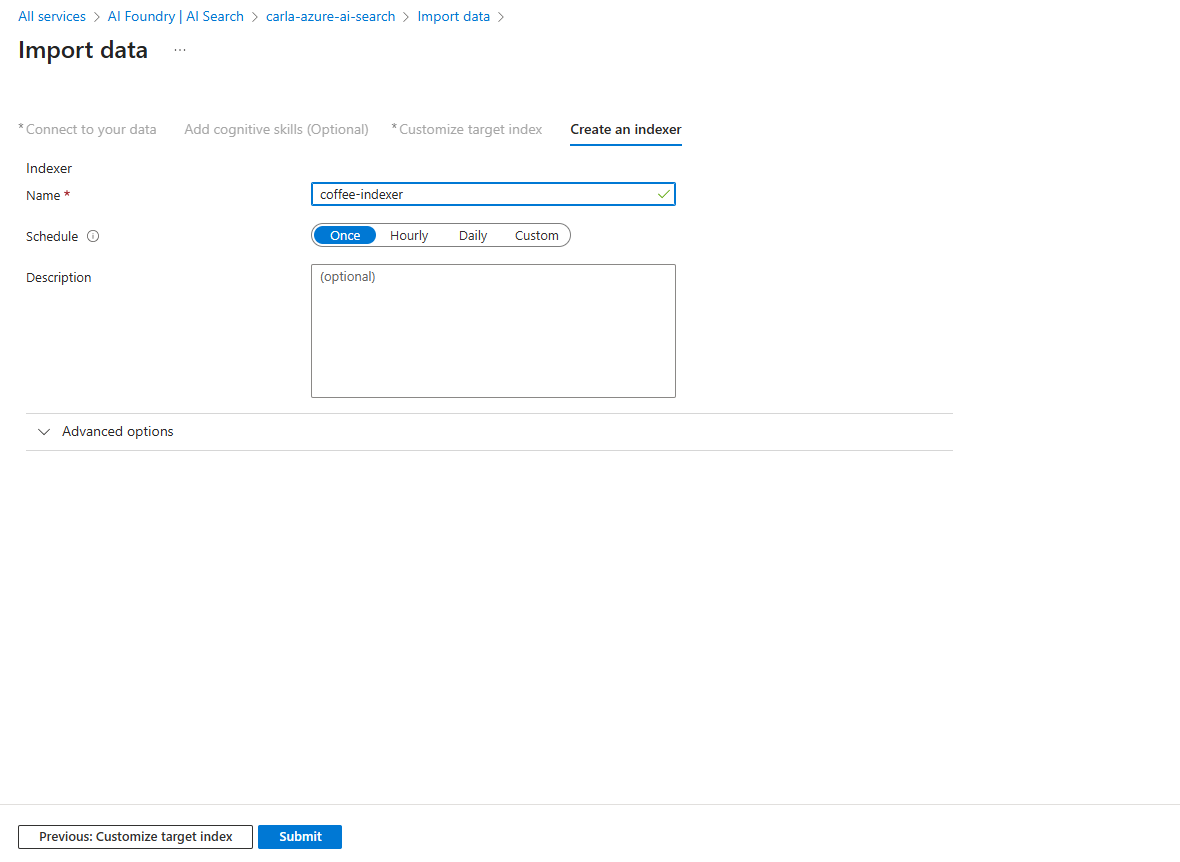 All services > AI Foundry | AI Search > carla-azure-ai-search > Import data >
Import data ...
* Connect to your data Add cognitive skills (Optional) * Customize target index Create an indexer
Indexer
Name * coffee-indexer
Schedule Once Hourly Daily Custom
Description (optional)
Advanced options
Previous: Customize target index Submit